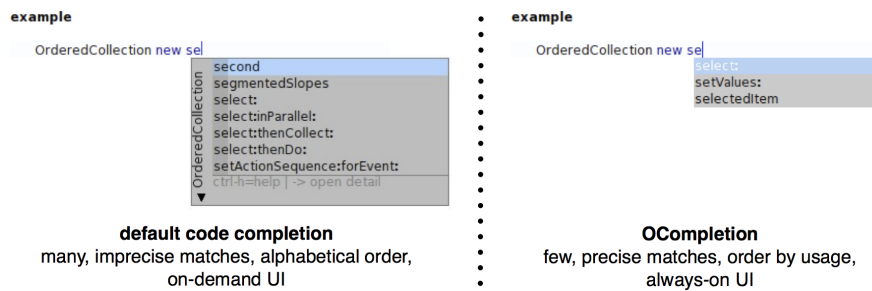 example
OrderedCollection new se
OrderedCollection
second
segmentedSlopes
select:
select:inParallel:
select:thenCollect:
select:thenDo:
setActionSequence:forEvent:
ctrl-h=help | -> open detail
default code completion
many, imprecise matches, alphabetical order,
on-demand UI
example
OrderedCollection new se
select:
setValues:
selectedItem
OCompletion
few, precise matches, order by usage,
always-on UI